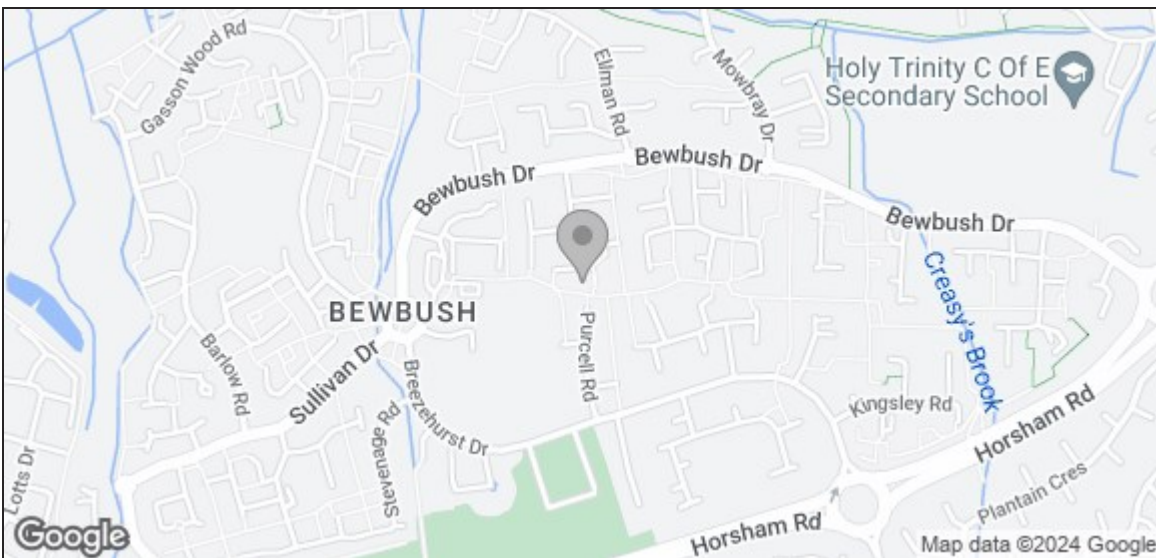 Gasson Wood Rd
Ellman Rd
Mowbray Dr
Holy Trinity C Of E
Secondary School
Bewbush Dr
Bewbush Dr
Bewbush Dr
Creasy's Brook
BEWBUSH
Purcell Rd
Barlow Rd
Sullivan Dr
Breezehurst Dr
Stevenage Rd
Kingsley Rd
Horsham Rd
Lotts Dr
Plantain Cres
Horsham Rd
Google
Map data ©2024 Google